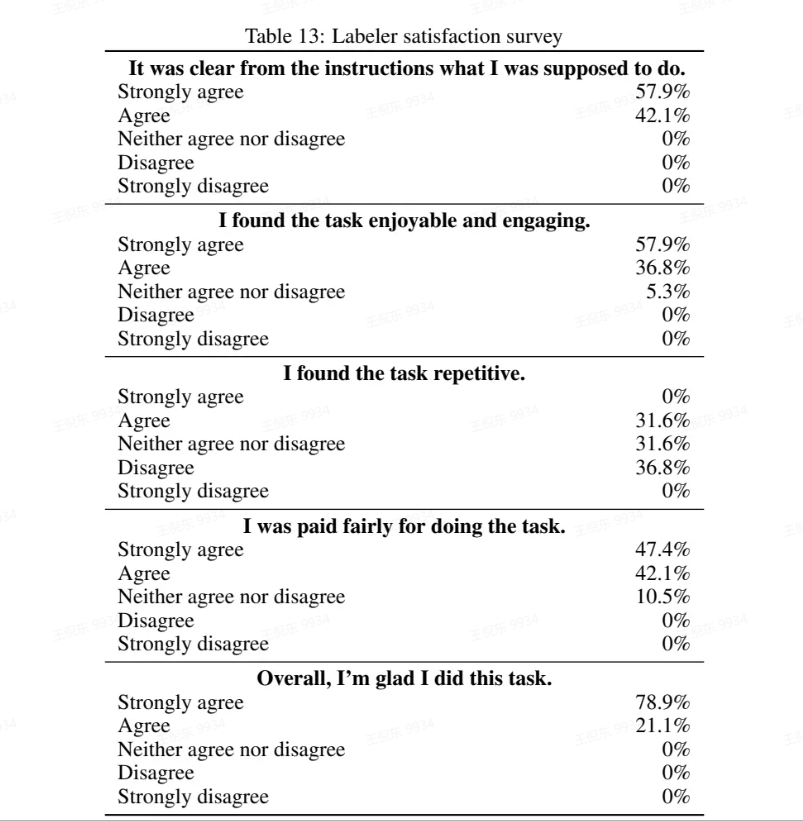 Table 13: Labeler satisfaction survey
It was clear from the instructions what I was supposed to do.
Strongly agree 57.9%
Agree 42.1%
Neither agree nor disagree 0%
Disagree 0%
Strongly disagree 0%
I found the task enjoyable and engaging.
Strongly agree 57.9%
Agree 36.8%
Neither agree nor disagree 5.3%
Disagree 0%
Strongly disagree 0%
I found the task repetitive.
Strongly agree 0%
Agree 31.6%
Neither agree nor disagree 31.6%
Disagree 36.8%
Strongly disagree 0%
I was paid fairly for doing the task.
Strongly agree 47.4%
Agree 42.1%
Neither agree nor disagree 10.5%
Disagree 0%
Strongly disagree 0%
Overall, I'm glad I did this task.
Strongly agree 78.9%
Agree 21.1%
Neither agree nor disagree 0%
Disagree 0%
Strongly disagree 0%